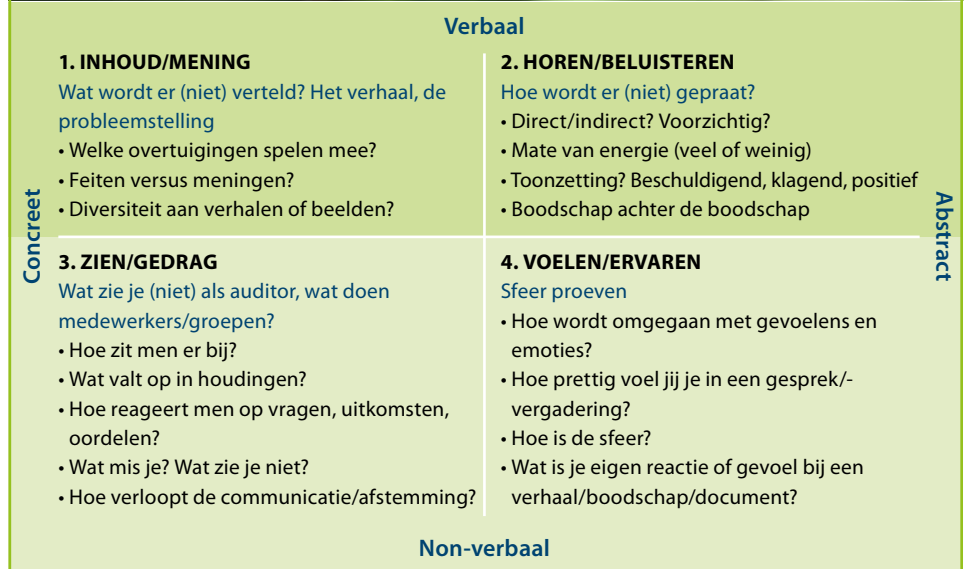 Verbaal
Concreet
1. INHOUD/MENING
Wat wordt er (niet) verteld? Het verhaal, de
probleemstelling
• Welke overtuigingen spelen mee?
• Feiten versus meningen?
• Diversiteit aan verhalen of beelden?
2. HOREN/BELUISTEREN
Hoe wordt er (niet) gepraat?
• Direct/indirect? Voorzichtig?
• Mate van energie (veel of weinig)
• Toonzetting? Beschuldigend, klagend, positief
• Boodschap achter de boodschap
Abstract
3. ZIEN/GEDRAG
Wat zie je (niet) als auditor, wat doen
medewerkers/groepen?
• Hoe zit men er bij?
• Wat valt op in houdingen?
• Hoe reageert men op vragen, uitkomsten,
oordelen?
• Wat mis je? Wat zie je niet?
• Hoe verloopt de communicatie/afstemming?
4. VOELEN/ERVAREN
Sfeer proeven
• Hoe wordt omgegaan met gevoelens en
emoties?
• Hoe prettig voel jij je in een gesprek/-
vergadering?
• Hoe is de sfeer?
• Wat is je eigen reactie of gevoel bij een
verhaal/boodschap/document?
Non-verbaal